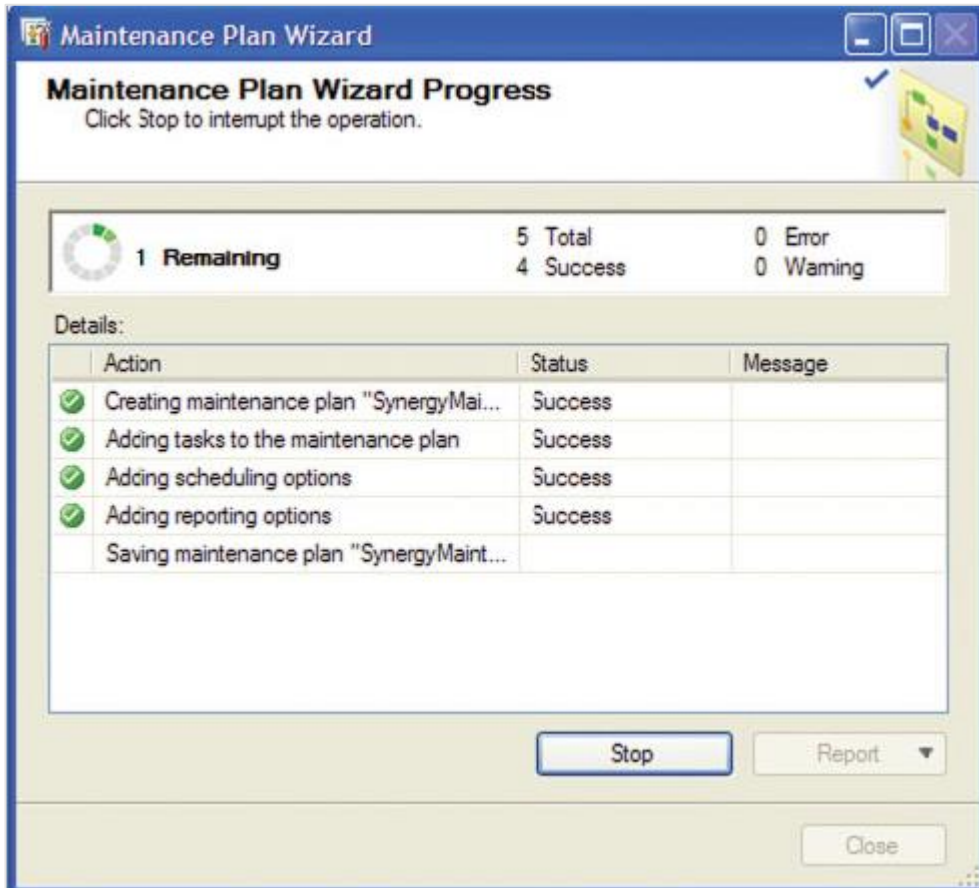 Maintenance Plan Wizard
Maintenance Plan Wizard Progress
Click Stop to interrupt the operation.
1 Remaining
5 Total
0 Error
4 Success
0 Warning
Details:
Action Status Message
Creating maintenance plan "SynergyMai... Success
Adding tasks to the maintenance plan Success
Adding scheduling options Success
Adding reporting options Success
Saving maintenance plan "SynergyMaint...
Stop Report
Close